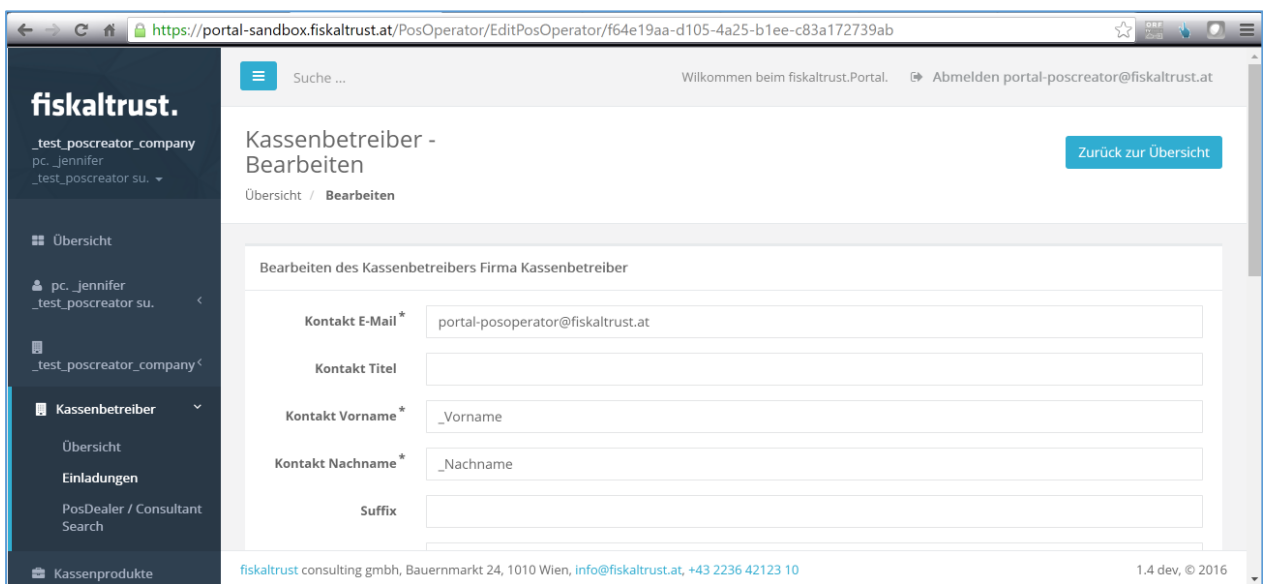 https://portal-sandbox.fiskaltrust.at/PosOperator/EditPosOperator/f64e19aa-d105-4a25-b1ee-c83a172739ab
fiskaltrust.
_test_poscreator_company
pc. _jennifer
_test_poscreator su.
Übersicht
pc. _jennifer
_test_poscreator su.
_test_poscreator_company
Kassenbetreiber
Übersicht
Einladungen
PosDealer / Consultant
Search
Kassenprodukte
Suche ...
Wilkommen beim fiskaltrust.Portal.
Abmelden portal-poscreator@fiskaltrust.at
Kassenbetreiber -
Bearbeiten
Zurück zur Übersicht
Übersicht / Bearbeiten
Bearbeiten des Kassenbetreibers Firma Kassenbetreiber
Kontakt E-Mail* portal-posoperator@fiskaltrust.at
Kontakt Titel
Kontakt Vorname* _Vorname
Kontakt Nachname* _Nachname
Suffix
fiskaltrust consulting gmbh, Bauernmarkt 24, 1010 Wien, info@fiskaltrust.at, +43 2236 42123 10
1.4 dev, © 2016